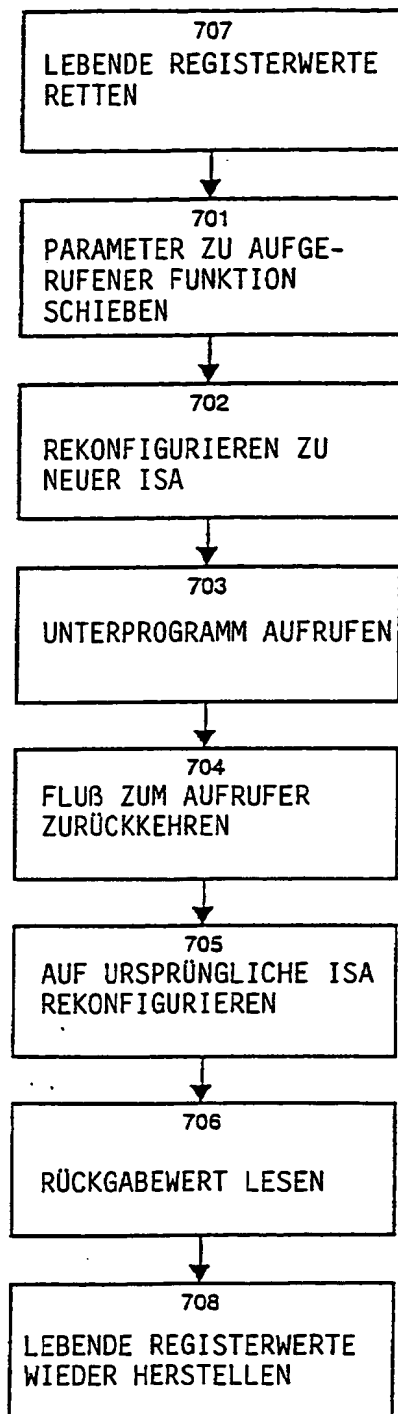 707
LEBENDE REGISTERWERTE
RETTEN
701
PARAMETER ZU AUFGE-
RUFENER FUNKTION
SCHIEBEN
702
REKONFIGURIEREN ZU
NEUER ISA
703
UNTERPROGRAMM AUFRUFEN
704
FLUß ZUM AUFRUFER
ZURÜCKKEHREN
705
AUF URSPRÜNGLICHE ISA
REKONFIGURIEREN
706
RÜCKGABEWERT LESEN
708
LEBENDE REGISTERWERTE
WIEDER HERSTELLEN